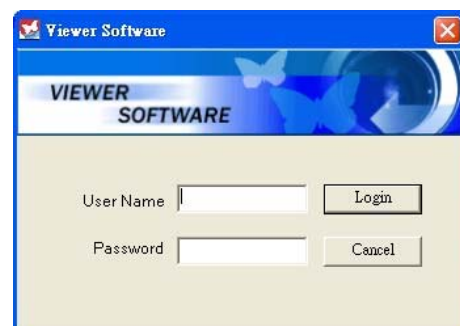 Viewer Software
VIEWER
SOFTWARE
User Name
Login
Password
Cancel